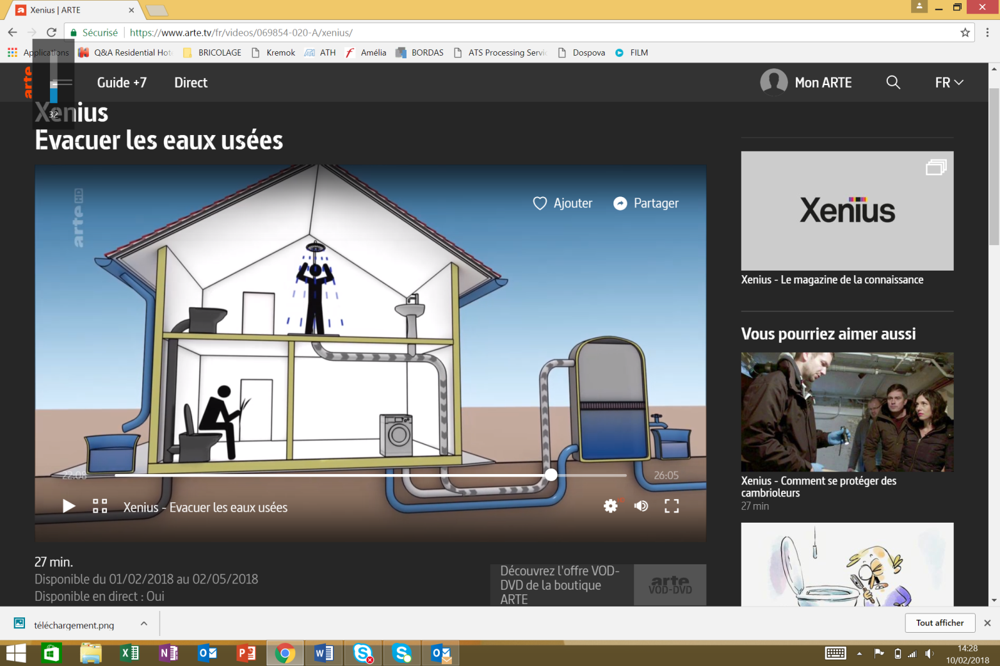 Xenius | ARTE
Sécurisé https://www.arte.tv/fr/videos/069854-020-A/xenius/
Applications Q&A Residential Hot BRICOLAGE Kremok ATH Amélia BORDAS ATS Processing Servic Dospova FILM
arte Guide +7 Direct Mon ARTE FR
32
Xenius
Evacuer les eaux usées
arte HD
Ajouter Partager
22:08 26:05
Xenius - Evacuer les eaux usées
27 min.
Disponible du 01/02/2018 au 02/05/2018
Disponible en direct : Oui
Découvrez l'offre VOD-
DVD de la boutique
ARTE
arte
VOD-DVD
Xenius
Xenius - Le magazine de la connaissance
Vous pourriez aimer aussi
Xenius - Comment se protéger des
cambrioleurs
27 min
téléchargement.png Tout afficher
14:28
10/02/2018